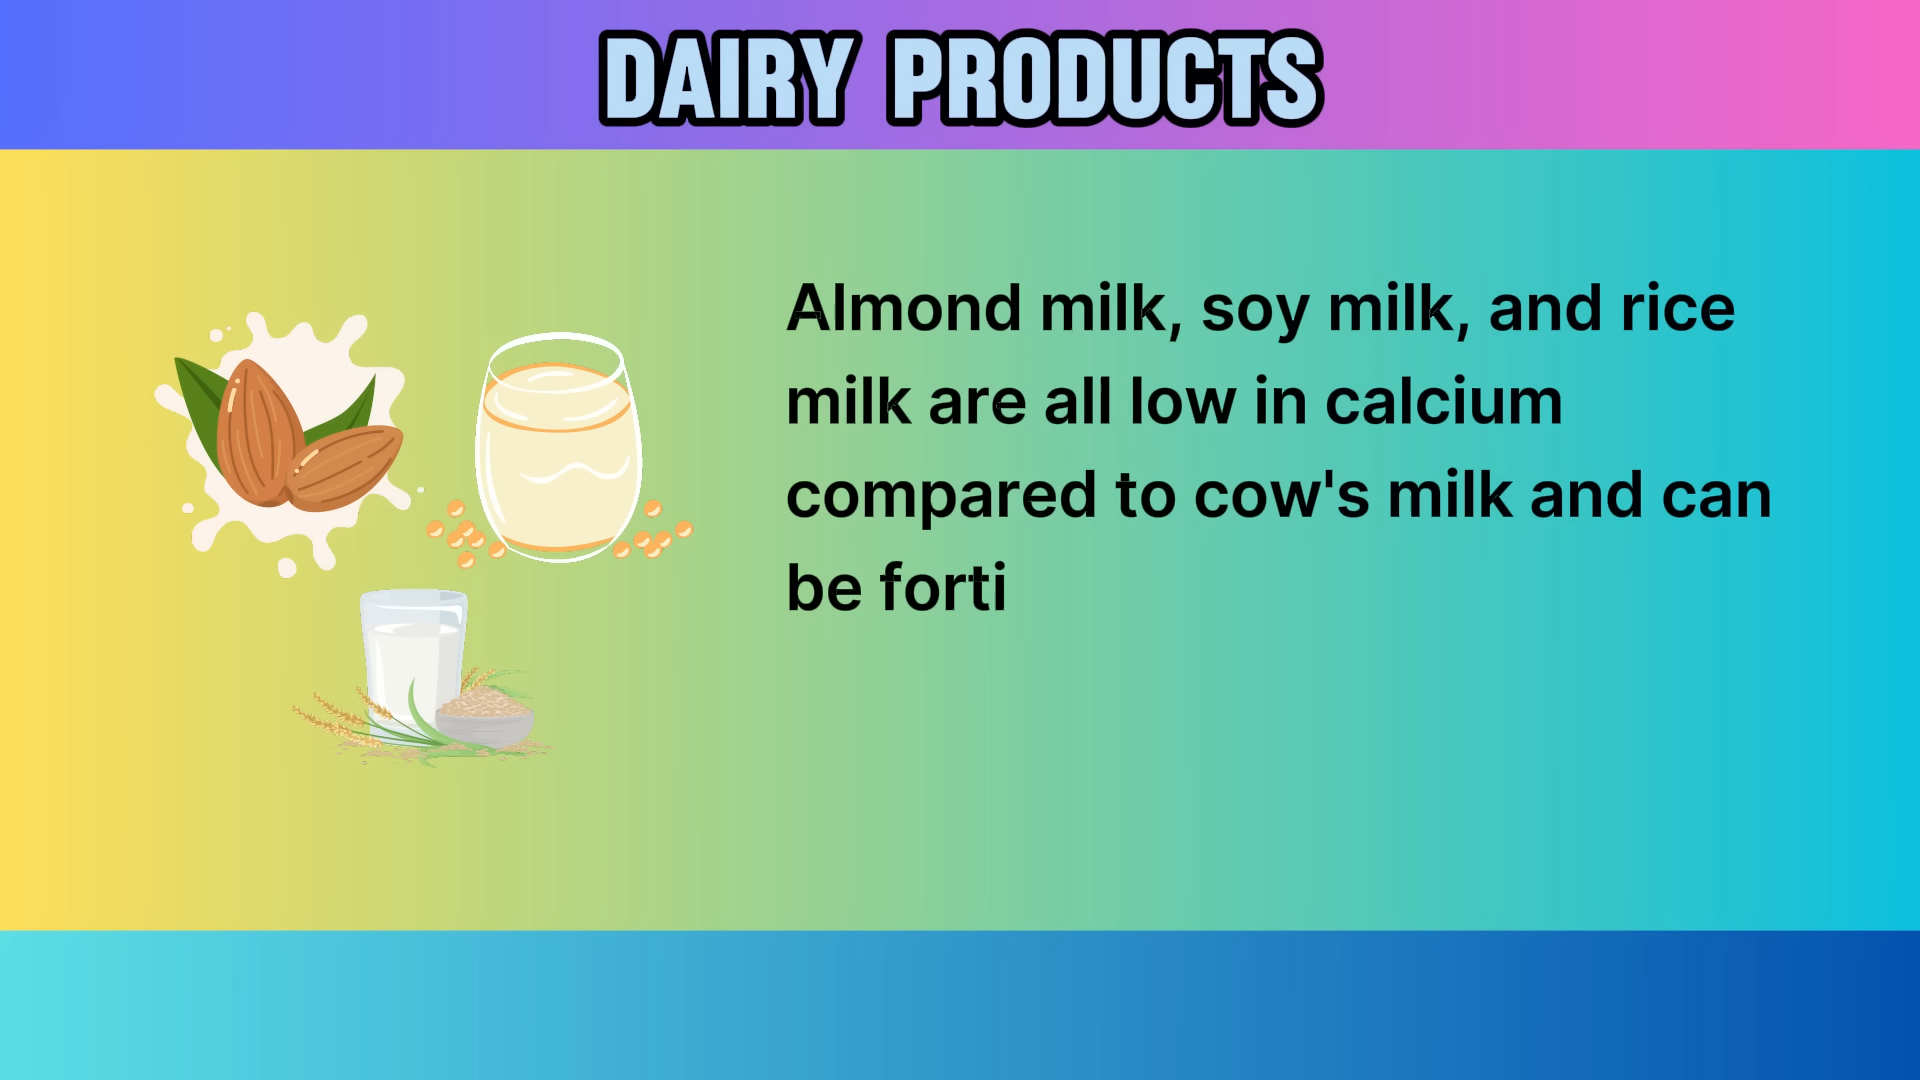 DAIRY PRODUCTS
Almond milk, soy milk, and rice
milk are all low in calcium
compared to cow's milk and can
be forti